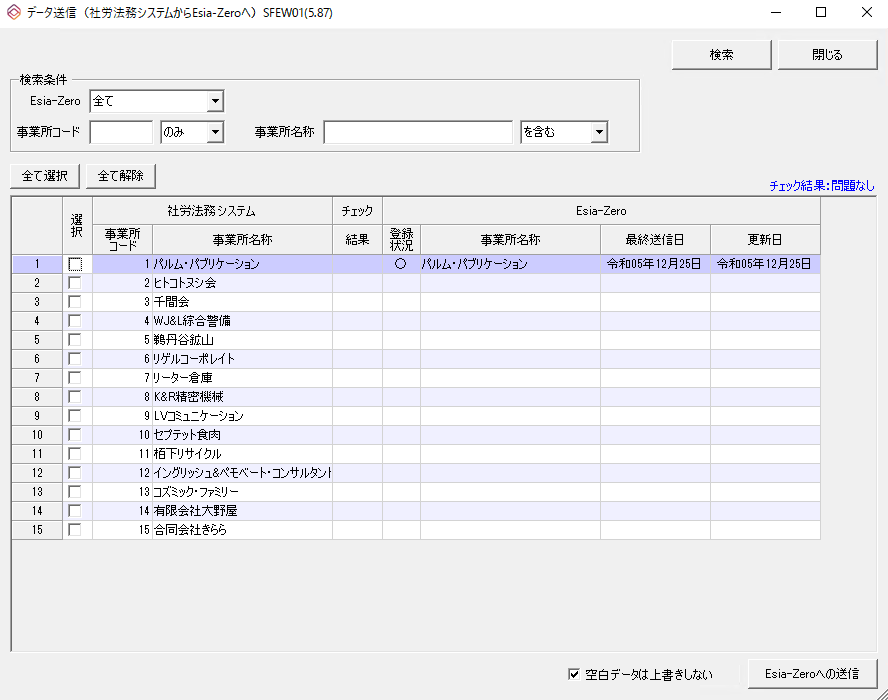 データ送信（社労法務システムからEsia-Zeroへ）SFEW01(5.87)
検索 閉じる
検索条件
Esia-Zero 全て
事業所コード のみ 事業所名称 を含む
全て選択 全て解除
チェック結果：問題なし
選択 社労法務システム チェック Esia-Zero
事業所コード 事業所名称 結果 登録状況 事業所名称 最終送信日 更新日
1 1 パルム・パブリケーション ○ パルム・パブリケーション 令和05年12月25日 令和05年12月25日
2 2 ヒトコトヌシ会
3 3 千間会
4 4 WJ&L綜合警備
5 5 鵜丹谷鉱山
6 6 リゲルコーポレイト
7 7 リーター倉庫
8 8 K&R精密機械
9 9 LVコミュニケーション
10 10 セプテット食肉
11 11 栢下リサイクル
12 12 イングリッシュ&ペモベート・コンサルタント
13 13 コズミック・ファミリー
14 14 有限会社大野屋
15 15 合同会社きらら
空白データは上書きしない Esia-Zeroへの送信